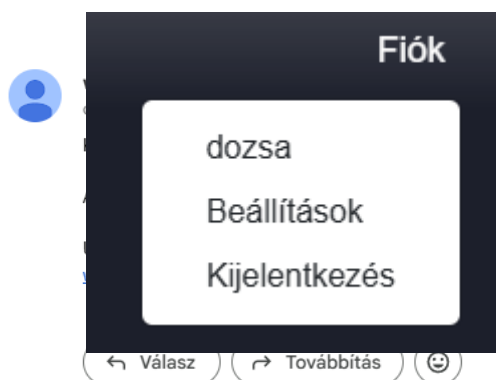 Fiók
dozsa
Beállítások
Kijelentkezés
Válasz
Továbbítás